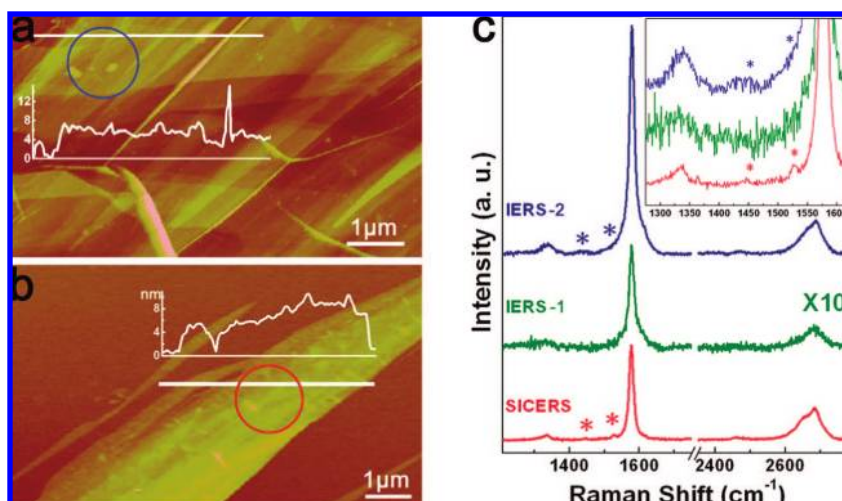 a
12
8
4
0
1μm
b
nm
8
4
0
1μm
c
Intensity (a. u.)
* *
*
*
* *
1300 1350 1400 1450 1500 1550 160
IERS-2
* *
IERS-1
X10
SICERS
* *
1400 1600 2400 2600
Raman Shift (cm⁻¹)